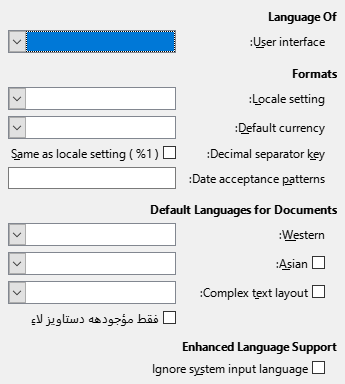 Language Of
User interface:
Formats
Locale setting:
Default currency:
Decimal separator key: Same as locale setting ( %1 )
Date acceptance patterns:
Default Languages for Documents
Western:
Asian:
Complex text layout:
فقط مؤجودهه دستاويز لاءِ
Enhanced Language Support
Ignore system input language